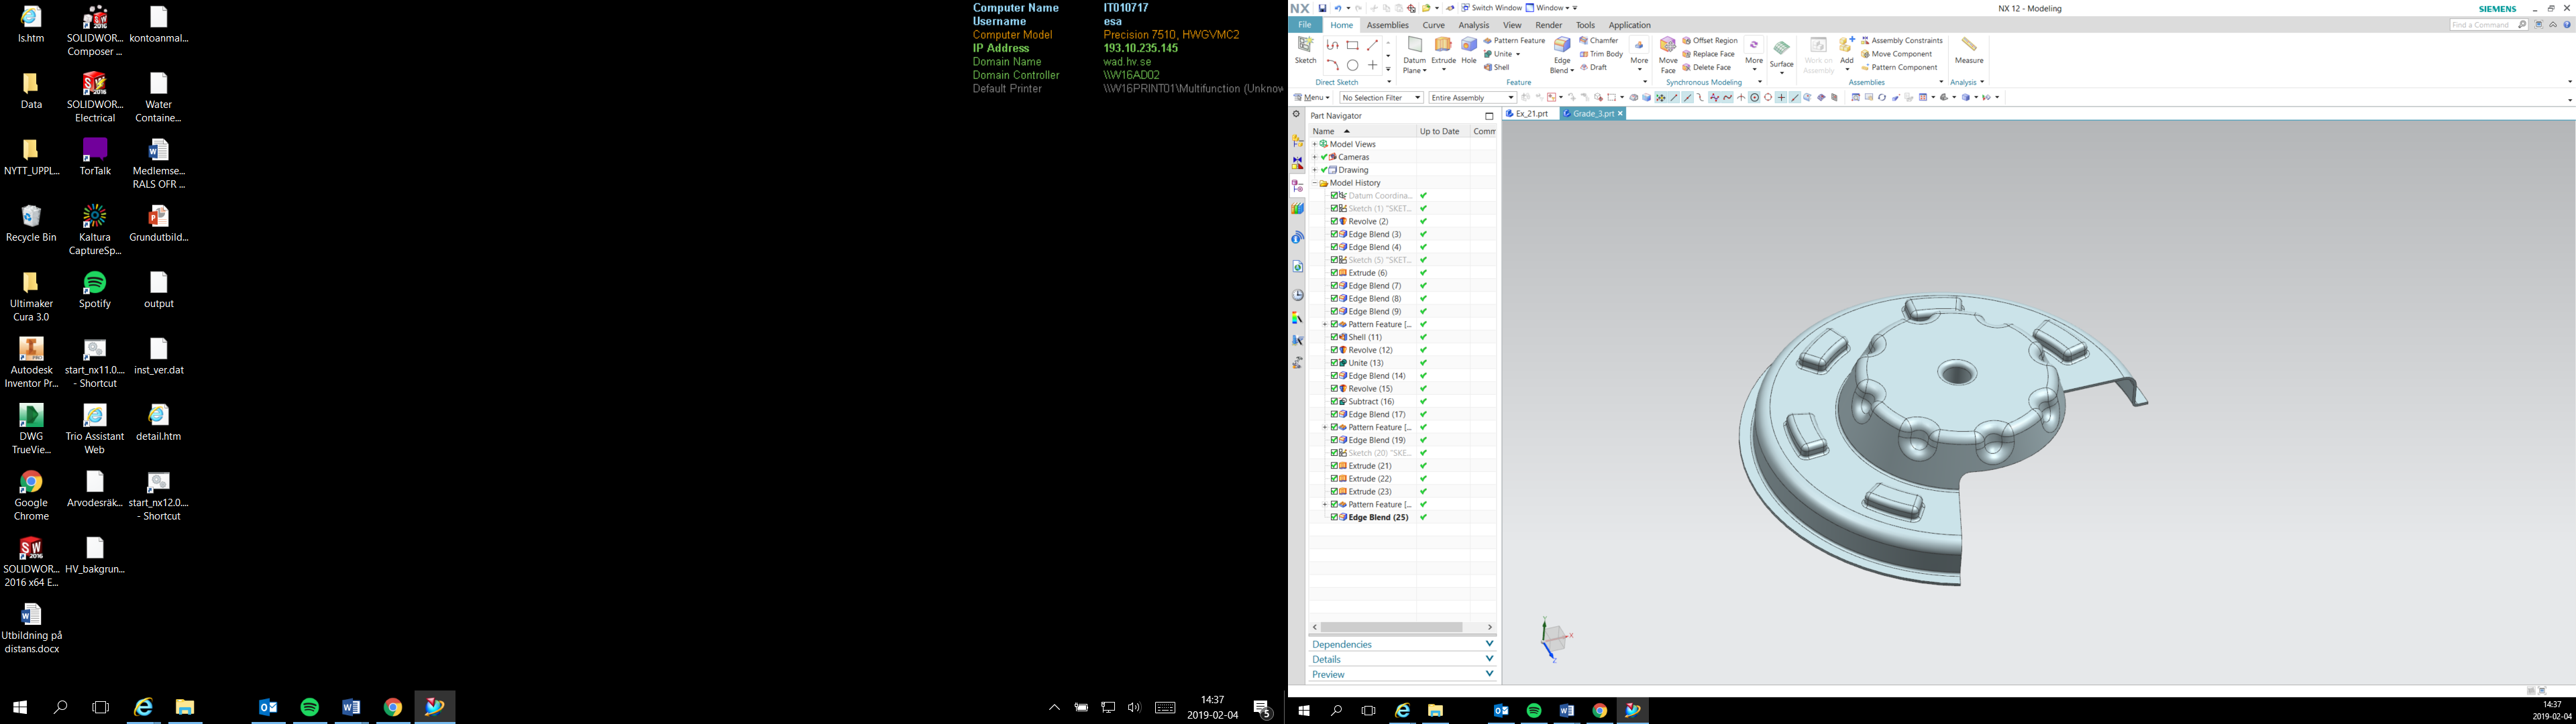 Computer Name IT010717
Username esa
Computer Model Precision 7510, HWGVMC2
IP Address 193.10.235.145
Domain Name wad.hv.se
Domain Controller \\W16AD02
Default Printer \\W16PRINT01\Multifunction (Unknow
ls.htm
SOLIDWOR...
Composer ...
kontoanmal...
Data
SOLIDWOR...
Electrical
Water
Containe...
NYTT_UPPL...
TorTalk
Medlemse...
RALS OFR ...
Recycle Bin
Kaltura
CaptureSp...
Grundutbild...
Ultimaker
Cura 3.0
Spotify
output
Autodesk
Inventor Pr...
start_nx11.0....
- Shortcut
inst_ver.dat
DWG
TrueVie...
Trio Assistant
Web
detail.htm
Google
Chrome
Arvodesräk...
start_nx12.0....
- Shortcut
SOLIDWOR...
2016 x64 E...
HV_bakgrun...
Utbildning på
distans.docx
14:37
2019-02-04
5
NX
Switch Window
Window
NX 12 - Modeling
SIEMENS
File Home Assemblies Curve Analysis View Render Tools Application
Find a Command
Sketch
Direct Sketch
Datum
Plane
Extrude
Hole
Pattern Feature
Unite
Shell
Edge
Blend
Chamfer
Trim Body
Draft
More
Feature
Move
Face
Offset Region
Replace Face
Delete Face
More
Synchronous Modeling
Surface
Work on
Assembly
Add
Assembly Constraints
Move Component
Pattern Component
Assemblies
Measure
Analysis
Menu
No Selection Filter
Entire Assembly
Part Navigator
Ex_21.prt
Grade_3.prt
Name Up to Date Comm
Model Views
Cameras
Drawing
Model History
Datum Coordina...
Sketch (1) "SKET...
Revolve (2)
Edge Blend (3)
Edge Blend (4)
Sketch (5) "SKET...
Extrude (6)
Edge Blend (7)
Edge Blend (8)
Edge Blend (9)
Pattern Feature [...
Shell (11)
Revolve (12)
Unite (13)
Edge Blend (14)
Revolve (15)
Subtract (16)
Edge Blend (17)
Pattern Feature [...
Edge Blend (19)
Sketch (20) "SKE...
Extrude (21)
Extrude (22)
Extrude (23)
Pattern Feature [...
Edge Blend (25)
Dependencies
Details
Preview
Y
X
Z
14:37
2019-02-04